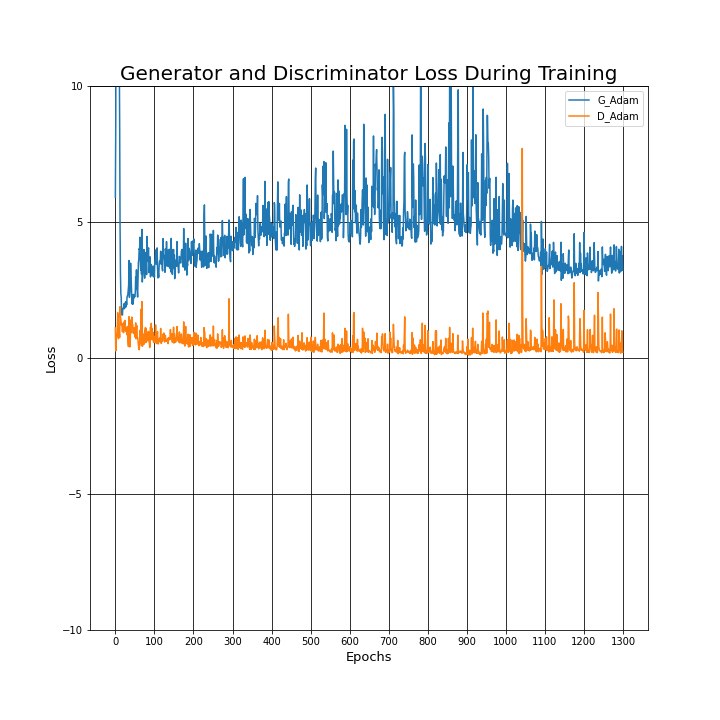 Generator and Discriminator Loss During Training
G_Adam
D_Adam
10
5
0
−5
−10
Loss
0 100 200 300 400 500 600 700 800 900 1000 1100 1200 1300
Epochs